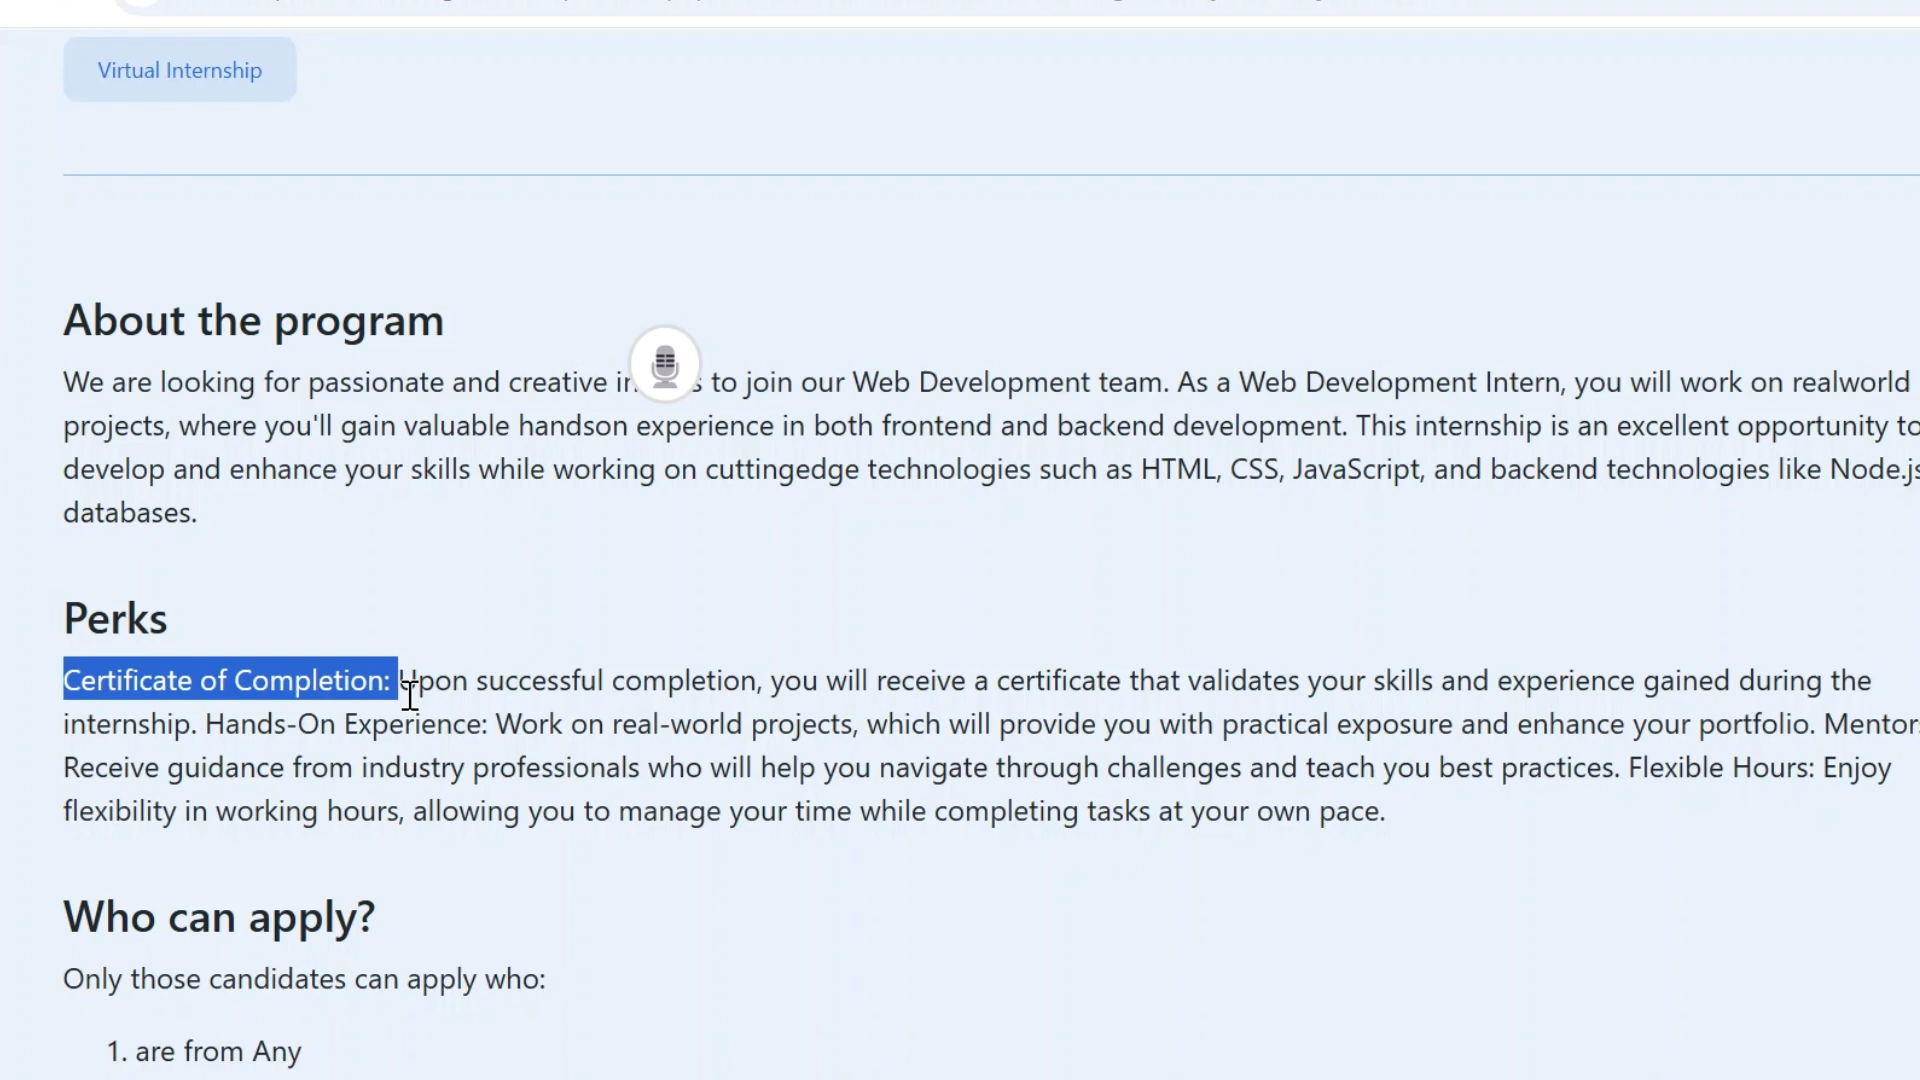 Virtual Internship
About the program
We are looking for passionate and creative to join our Web Development team. As a Web Development Intern, you will work on realworld
projects, where you'll gain valuable handson experience in both frontend and backend development. This internship is an excellent opportunity to
develop and enhance your skills while working on cuttingedge technologies such as HTML, CSS, JavaScript, and backend technologies like Node.js
databases.
Perks
Certificate of Completion: Upon successful completion, you will receive a certificate that validates your skills and experience gained during the
internship. Hands-On Experience: Work on real-world projects, which will provide you with practical exposure and enhance your portfolio.
Receive guidance from industry professionals who will help you navigate through challenges and teach you best practices. Flexible Hours: Enjoy
flexibility in working hours, allowing you to manage your time while completing tasks at your own pace.
Who can apply?
Only those candidates can apply who:
1. are from Any